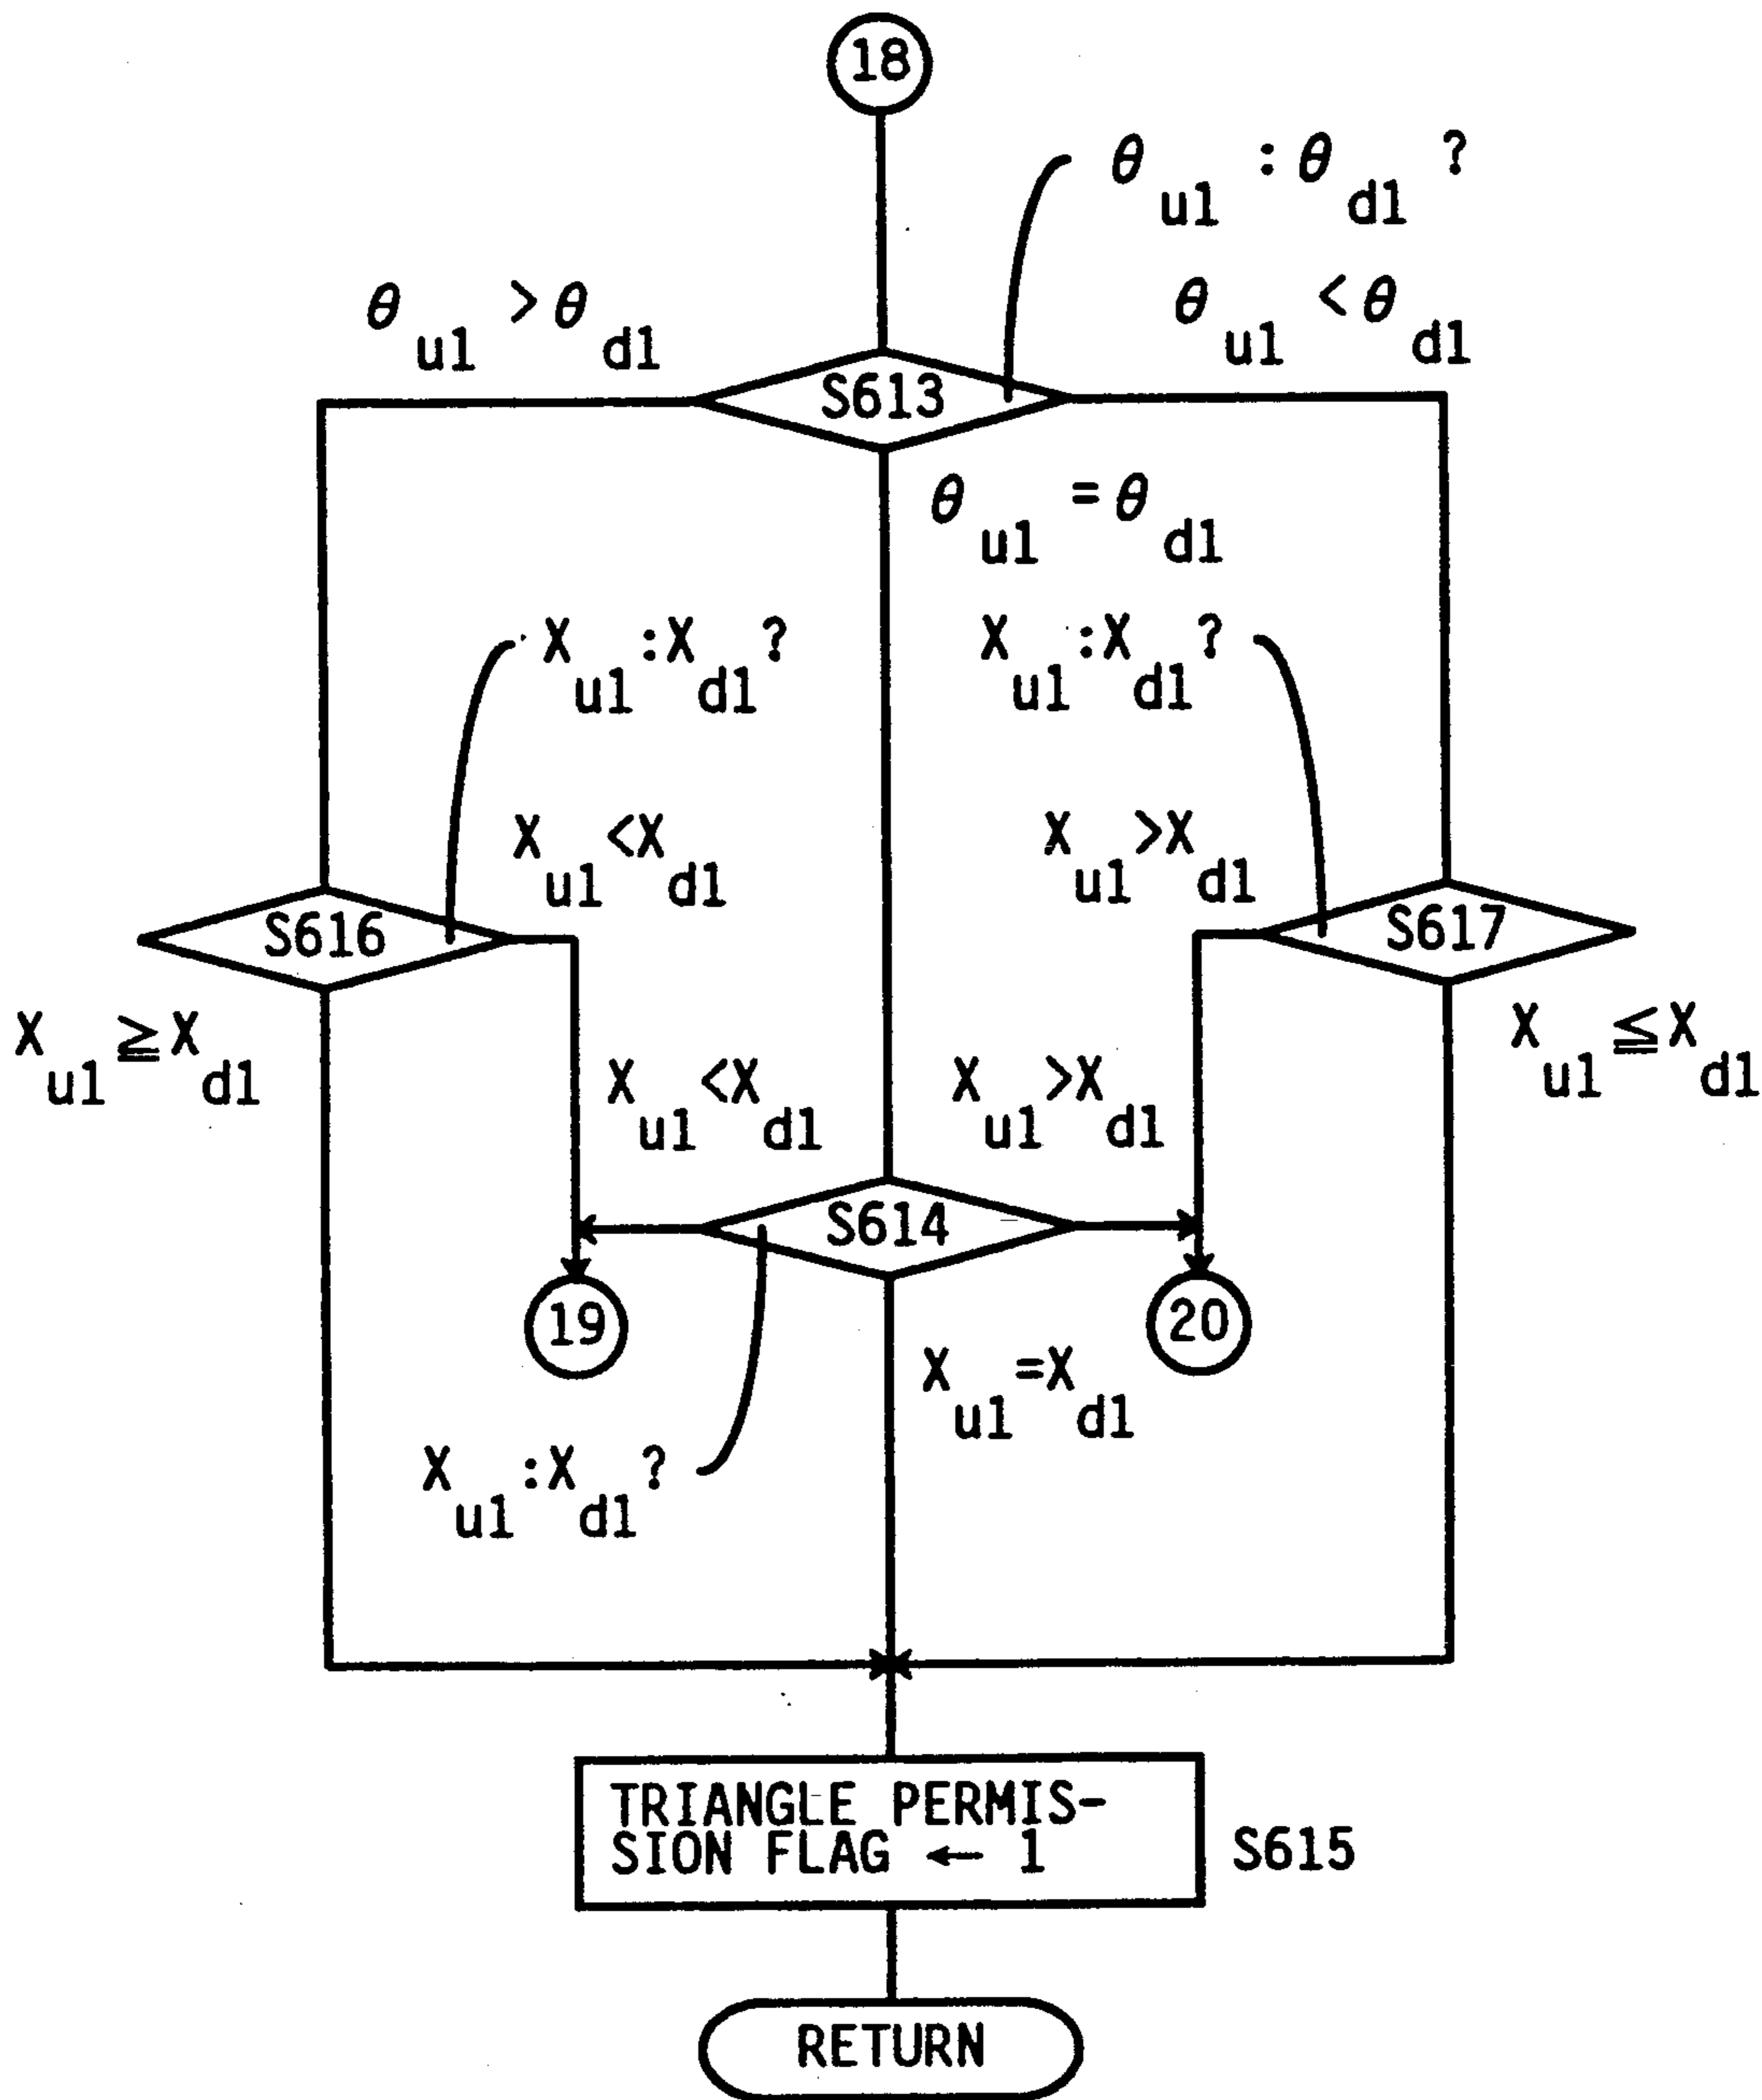 18
θu1 : θd1 ?
θu1 > θd1
θu1 < θd1
S613
θu1 = θd1
Xu1 : Xd1 ?
Xu1 : Xd1 ?
Xu1 < Xd1
Xu1 > Xd1
S616
S617
Xu1 ≧ Xd1
Xu1 ≦ Xd1
Xu1 < Xd1
Xu1 > Xd1
S614
19
20
Xu1 = Xd1
Xu1 : Xd1 ?
TRIANGLE PERMIS-
SION FLAG ← 1
S615
RETURN